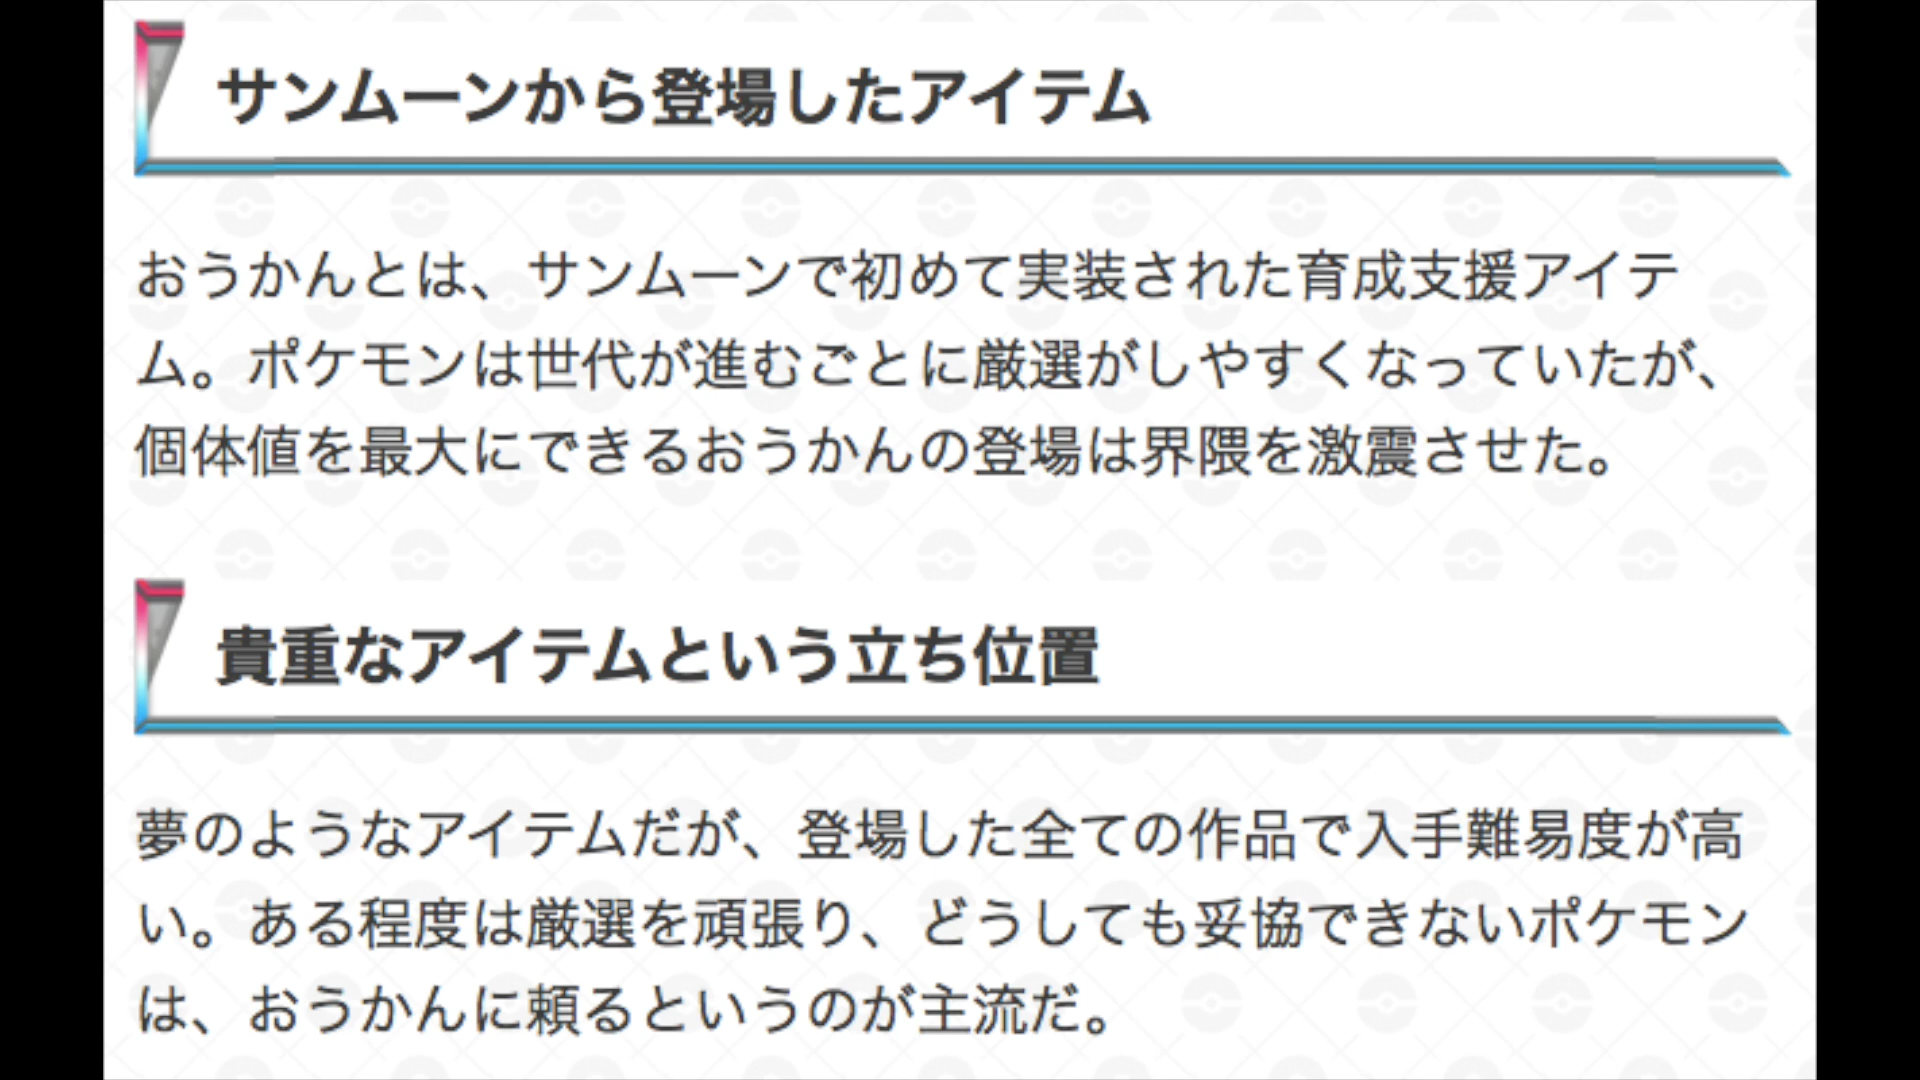 サンムーンから登場したアイテム
おうかんとは、サンムーンで初めて実装された育成支援アイテ
ム。ポケモンは世代が進むごとに厳選がしやすくなっていたが、
個体値を最大にできるおうかんの登場は界隈を激震させた。
貴重なアイテムという立ち位置
夢のようなアイテムだが、登場した全ての作品で入手難易度が高
い。ある程度は厳選を頑張り、どうしても妥協できないポケモン
は、おうかんに頼るというのが主流だ。